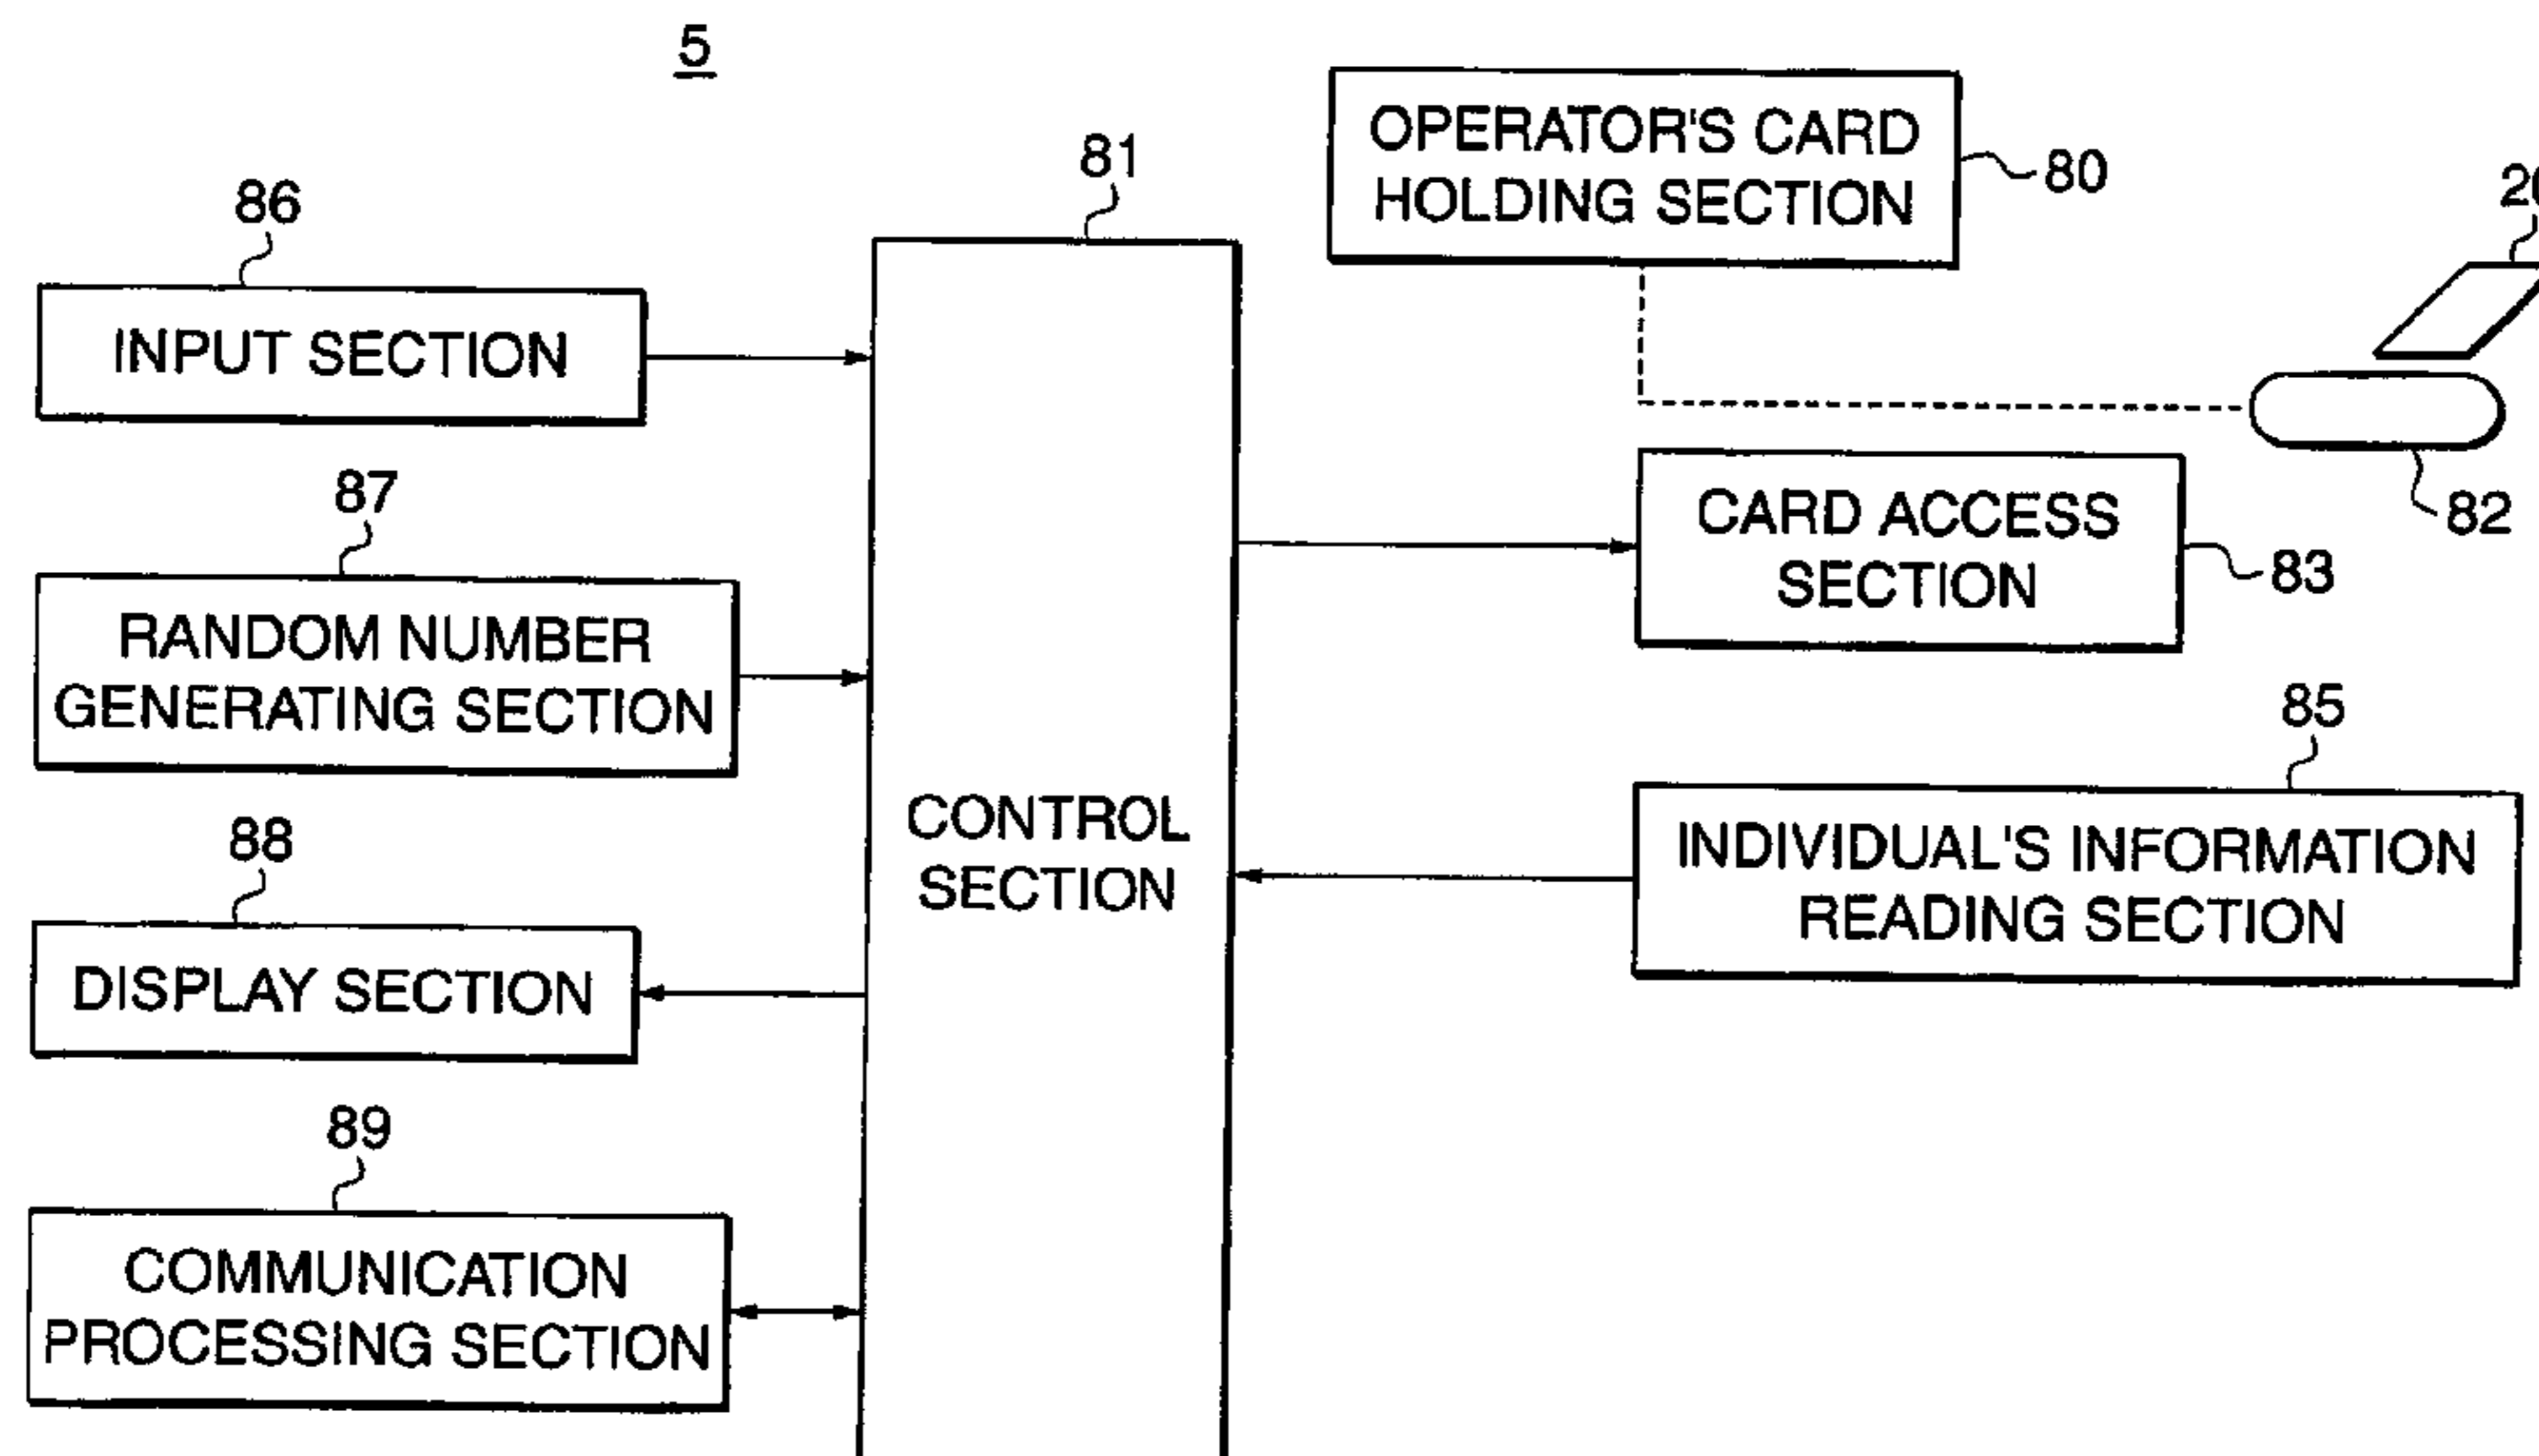 5
81
OPERATOR'S CARD
HOLDING SECTION
80
86
INPUT SECTION
82
87
RANDOM NUMBER
GENERATING SECTION
CARD ACCESS
SECTION
83
85
CONTROL
SECTION
INDIVIDUAL'S INFORMATION
READING SECTION
88
DISPLAY SECTION
89
COMMUNICATION
PROCESSING SECTION